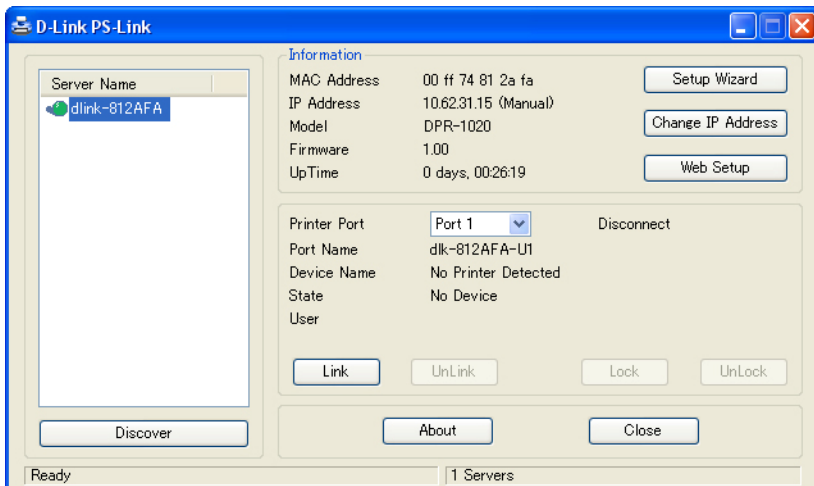 D-Link PS-Link
Server Name
dlink-812AFA
Discover
Information
MAC Address 00 ff 74 81 2a fa
IP Address 10.62.31.15 (Manual)
Model DPR-1020
Firmware 1.00
UpTime 0 days, 00:26:19
Setup Wizard
Change IP Address
Web Setup
Printer Port Port 1 Disconnect
Port Name dlk-812AFA-U1
Device Name No Printer Detected
State No Device
User
Link UnLink Lock UnLock
About Close
Ready 1 Servers